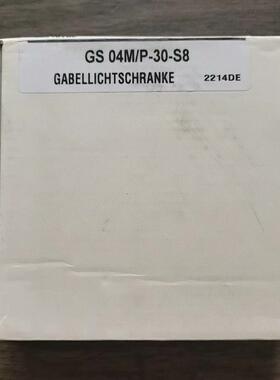 GS 04M/P-30-S8
GABELLICHTSCHRANKE 2214DE